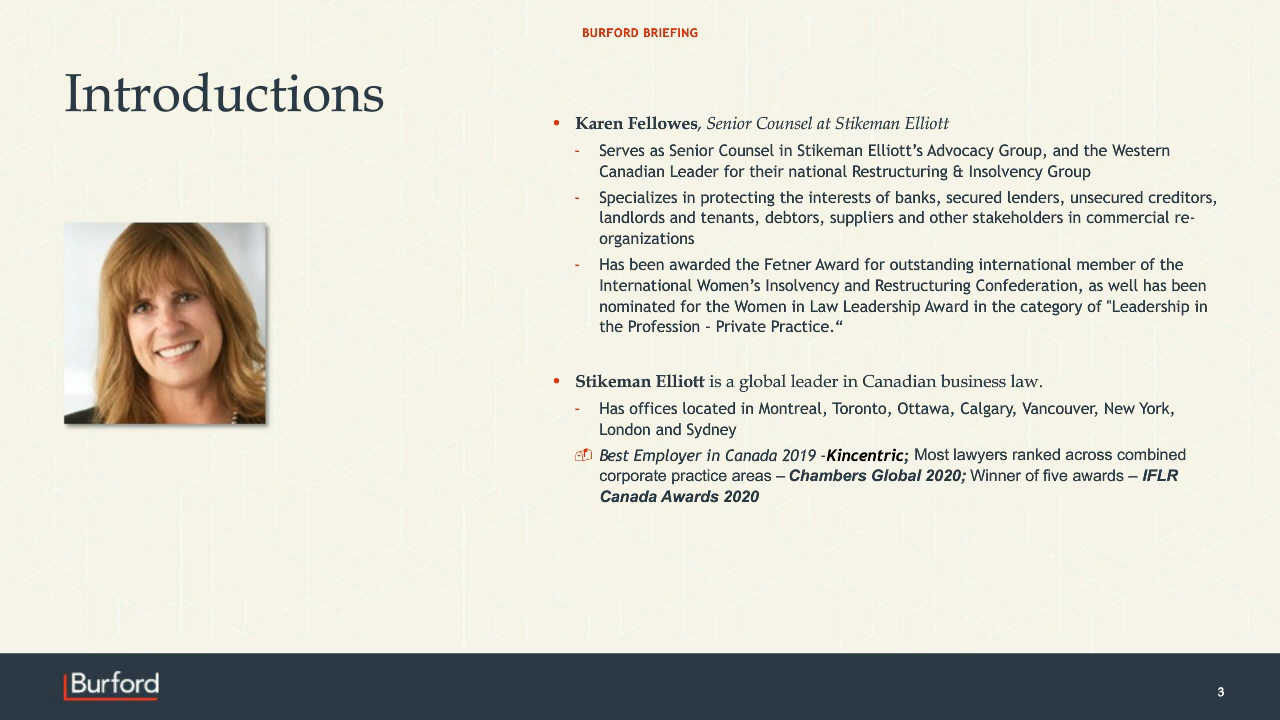 BURFORD BRIEFING
Introductions
• Karen Fellowes, Senior Counsel at Stikeman Elliott
- Serves as Senior Counsel in Stikeman Elliott’s Advocacy Group, and the Western
Canadian Leader for their national Restructuring & Insolvency Group
- Specializes in protecting the interests of banks, secured lenders, unsecured creditors,
landlords and tenants, debtors, suppliers and other stakeholders in commercial re-
organizations
- Has been awarded the Fetner Award for outstanding international member of the
International Women’s Insolvency and Restructuring Confederation, as well has been
nominated for the Women in Law Leadership Award in the category of "Leadership in
the Profession - Private Practice.“
• Stikeman Elliott is a global leader in Canadian business law.
- Has offices located in Montreal, Toronto, Ottawa, Calgary, Vancouver, New York,
London and Sydney
Best Employer in Canada 2019 -Kincentric; Most lawyers ranked across combined
corporate practice areas – Chambers Global 2020; Winner of five awards – IFLR
Canada Awards 2020
Burford
3